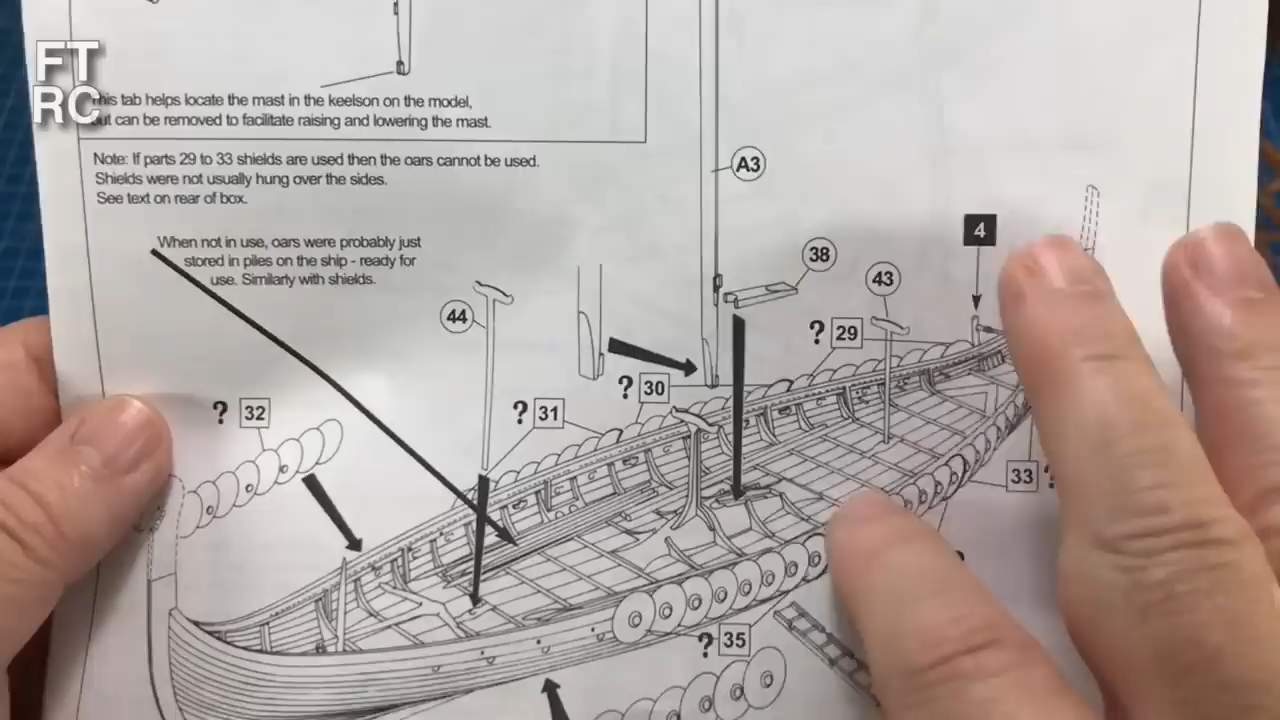 FT
RC
his tab helps locate the mast in the keelson on the model,
ut can be removed to facilitate raising and lowering the mast.
Note: If parts 29 to 33 shields are used then the oars cannot be used.
Shields were not usually hung over the sides.
See text on rear of box.
When not in use, oars were probably just
stored in piles on the ship - ready for
use. Similarly with shields.
A3
4
38
43
44
? 29
? 30
? 31
? 32
33 ?
? 35